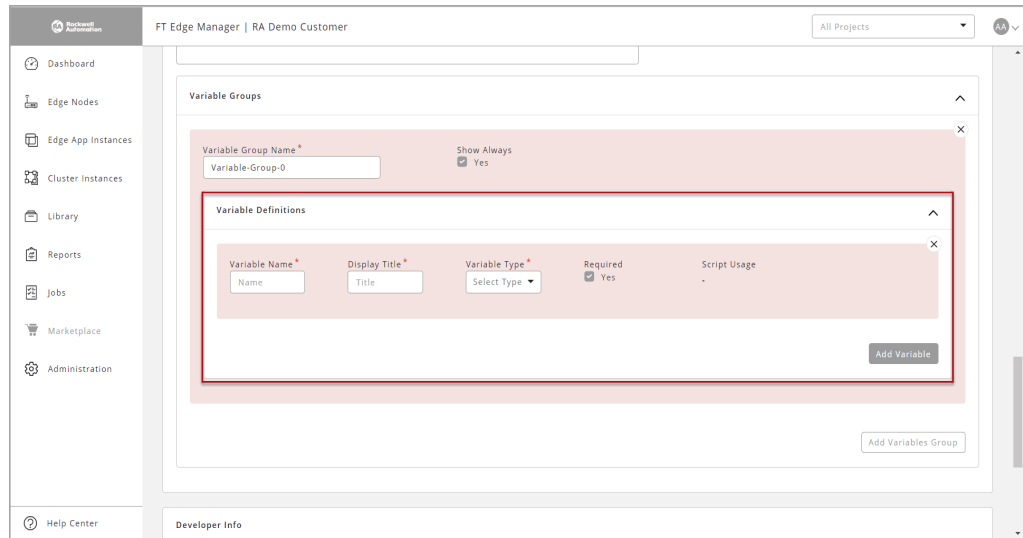 Rockwell
Automation
FT Edge Manager | RA Demo Customer
All Projects
AA
Dashboard
Edge Nodes
Edge App Instances
Cluster Instances
Library
Reports
Jobs
Marketplace
Administration
Help Center
Variable Groups
Variable Group Name*
Variable-Group-0
Show Always
Yes
Variable Definitions
Variable Name*
Name
Display Title*
Title
Variable Type*
Select Type
Required
Yes
Script Usage
-
Add Variable
Add Variables Group
Developer Info